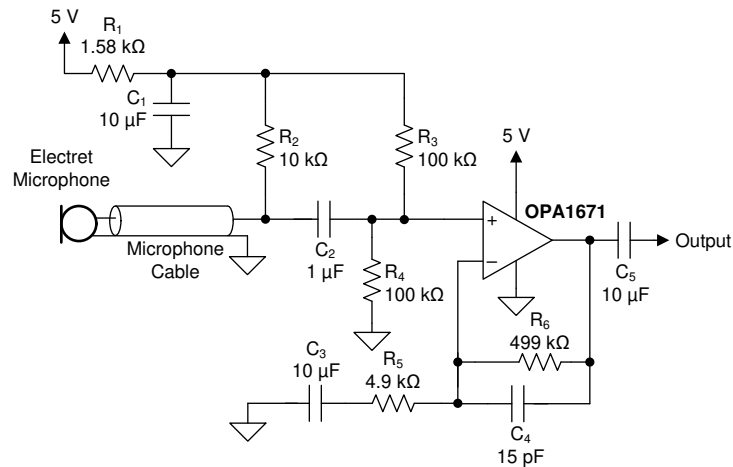 5 V
R1
1.58 kΩ
C1
10 µF
R2
10 kΩ
R3
100 kΩ
5 V
Electret
Microphone
OPA1671
+
−
Output
Microphone
Cable
C2
1 µF
R4
100 kΩ
C5
10 µF
R6
499 kΩ
C3
10 µF
R5
4.9 kΩ
C4
15 pF